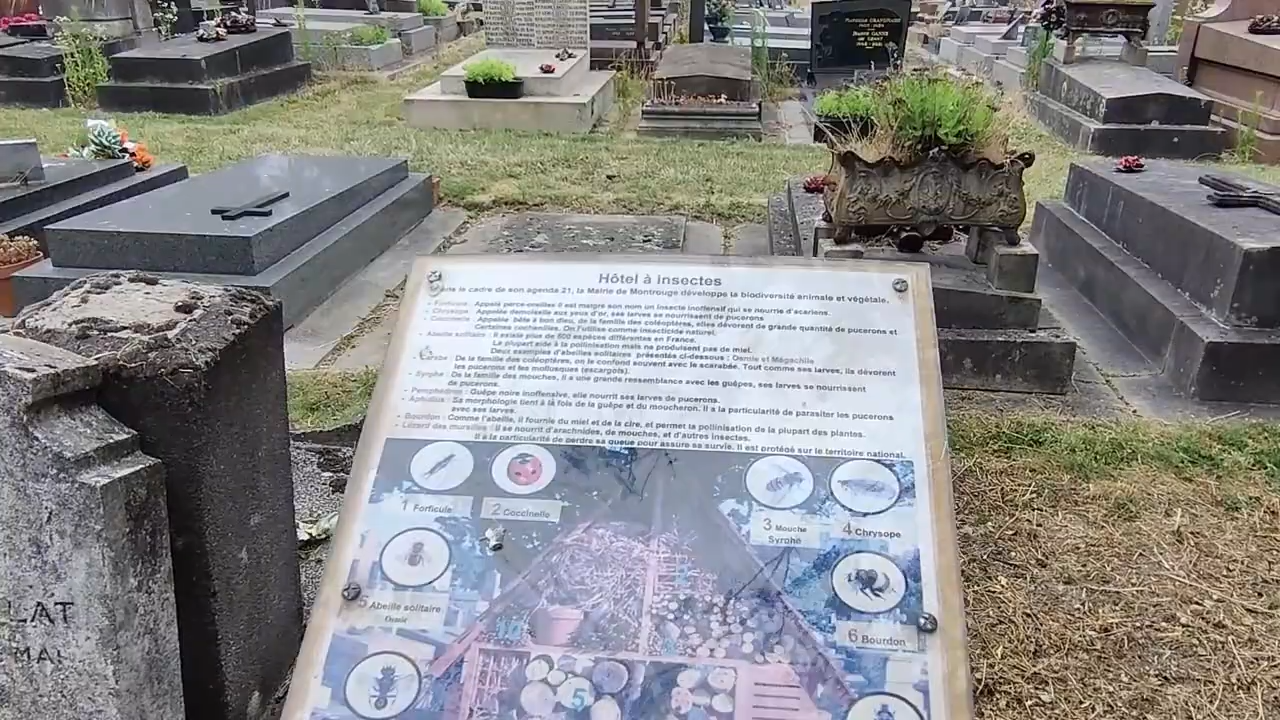 Hôtel à insectes
le cadre de son agenda 21, la Mairie de Montrouge développe la biodiversité animale et végétale.
- Forficule : Appelé perce-oreilles il est malgré son nom un insecte inoffensif qui se nourrie d'acariens.
- Chrysope : Appelée demoiselle aux yeux d'or, ses larves se nourrissent de pucerons.
- Coccinelle : Appelée bête à bon dieu, de la famille des coléoptères, elles dévorent de grande quantité de pucerons et
Certaines cochenilles. On l'utilise comme insecticide naturel.
- Abeille solitaire : Il existe plus de 800 espèces différentes en France.
La plupart aide à la pollinisation mais ne produisent pas de miel.
Deux exemples d'abeilles solitaires présentés ci-dessous : Osmie et Mégachile
- Carabe : De la famille des coléoptères, on le confond souvent avec le scarabée. Tout comme ses larves, ils dévorent
les pucerons et les mollusques (escargots).
- Syrphe : De la famille des mouches, il a une grande ressemblance avec les guêpes, ses larves se nourrissent
de pucerons.
- Pemphédron : Guêpe noire inoffensive, elle nourrit ses larves de pucerons.
- Aphidius : Sa morphologie tient à la fois de la guêpe et du moucheron. Il a la particularité de parasiter les pucerons
avec ses larves.
- Bourdon : Comme l'abeille, il fournie du miel et de la cire, et permet la pollinisation de la plupart des plantes.
- Lézard des murailles : Il se nourrit d'arachnides, de mouches, et d'autres insectes.
Il a la particularité de perdre sa queue pour assuré sa survie. Il est protégé sur le territoire national.
1 Forficule
2 Coccinelle
3 Mouche
Syrphe
4 Chrysope
5 Abeille solitaire
Osmie
6 Bourdon
10
5
LAT